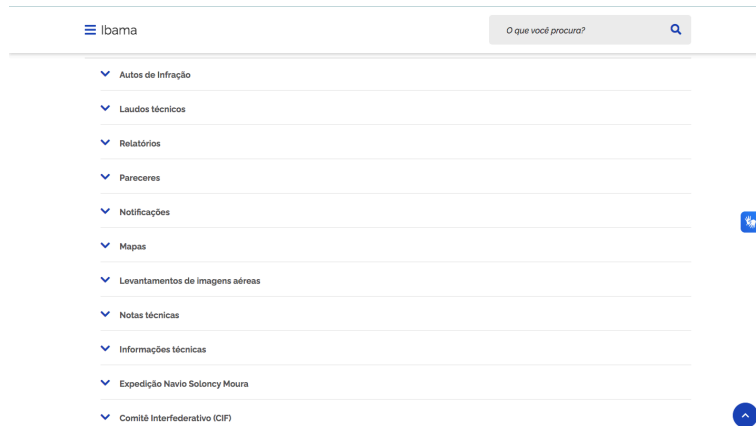 Ibama
O que você procura?
Autos de Infração
Laudos técnicos
Relatórios
Pareceres
Notificações
Mapas
Levantamentos de imagens aéreas
Notas técnicas
Informações técnicas
Expedição Navio Soloncy Moura
Comitê Interfederativo (CIF)